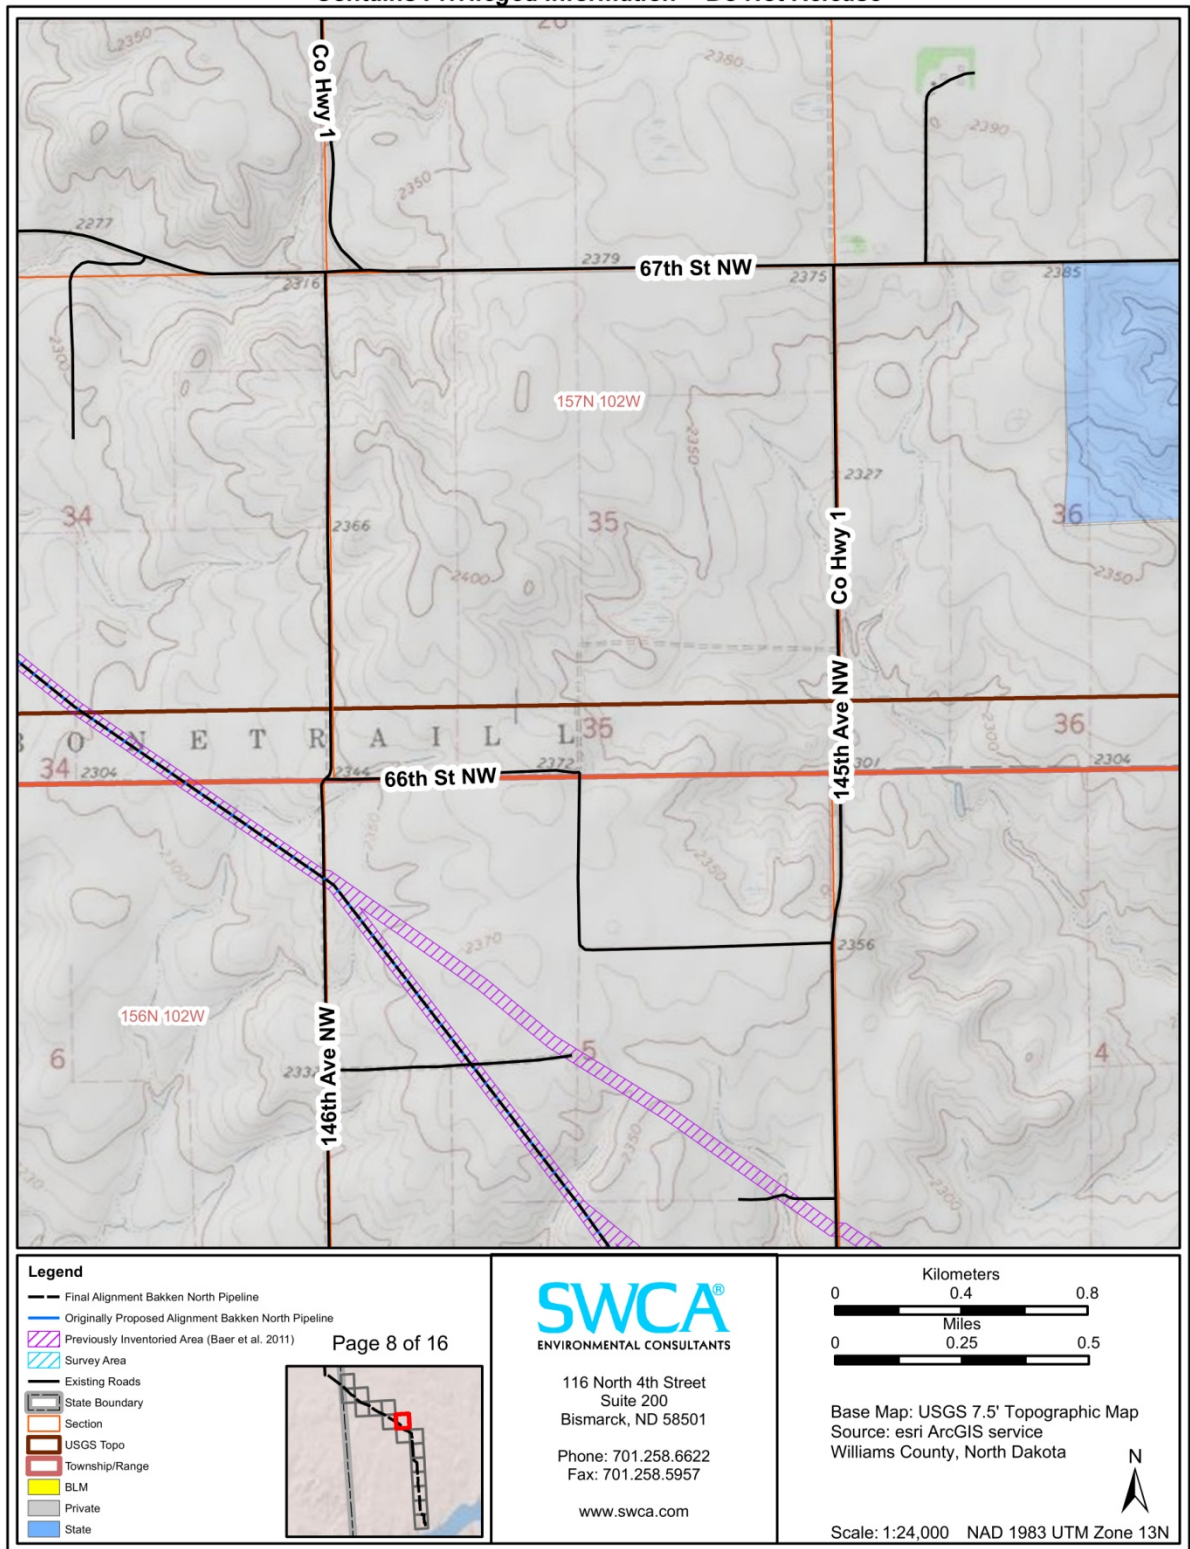 2350
Co Hwy 1
2380
2390
2350
2277
2379
67th St NW
2316
2375
2385
2300
157N 102W
2350
2327
34
2366
35
36
Co Hwy 1
2400
2350
145th Ave NW
B O N E T R A I L L
35
36
2300
34
2304
2344
66th St NW
2372
2304
2350
2300
2350
2370
2356
156N 102W
6
146th Ave NW
5
4
2350
2300
Legend
Final Alignment Bakken North Pipeline
Originally Proposed Alignment Bakken North Pipeline
Previously Inventoried Area (Baer et al. 2011)
Survey Area
Existing Roads
State Boundary
Section
USGS Topo
Township/Range
BLM
Private
State
Page 8 of 16
SWCA®
ENVIRONMENTAL CONSULTANTS
116 North 4th Street
Suite 200
Bismarck, ND 58501
Phone: 701.258.6622
Fax: 701.258.5957
www.swca.com
Kilometers
0 0.4 0.8
Miles
0 0.25 0.5
Base Map: USGS 7.5' Topographic Map
Source: esri ArcGIS service
Williams County, North Dakota
N
Scale: 1:24,000 NAD 1983 UTM Zone 13N